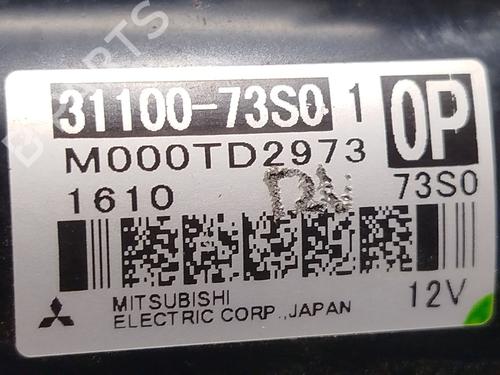 31100-73S0 1
0P
M000TD2973
1610
73S0
MITSUBISHI
ELECTRIC CORP.,JAPAN
12V